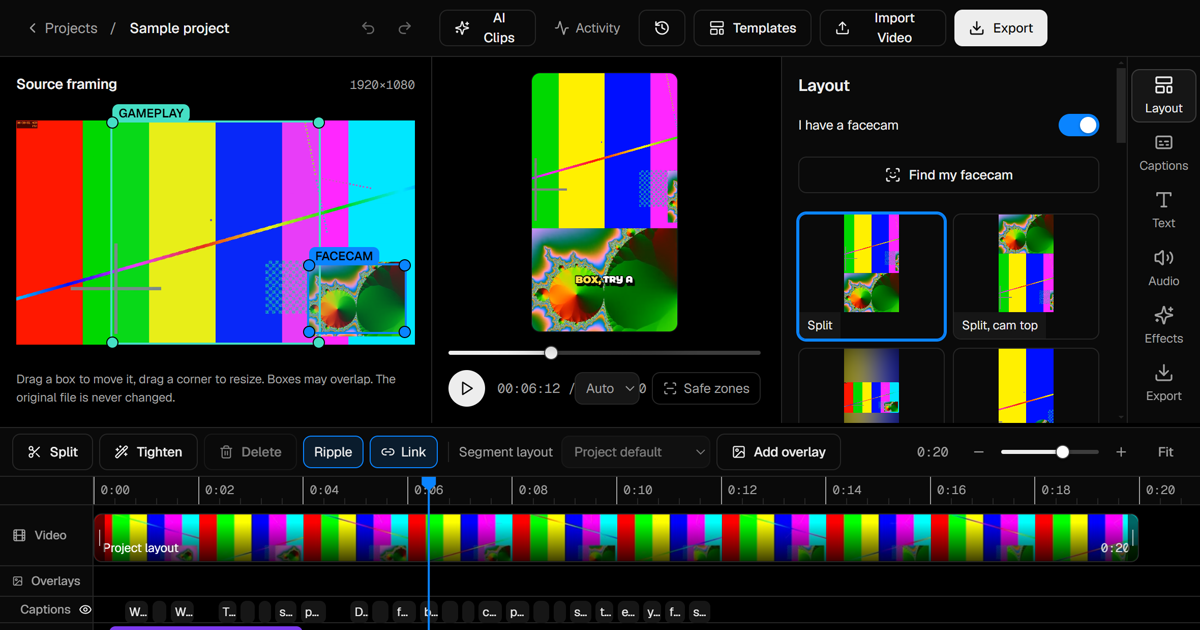 Projects / Sample project
AI Clips
Activity
Templates
Import Video
Export
Source framing
1920×1080
GAMEPLAY
FACECAM
Drag a box to move it, drag a corner to resize. Boxes may overlap. The
original file is never changed.
BOX, TRY A
00:06:12 /
Auto
0
Safe zones
Layout
I have a facecam
Find my facecam
Split
Split, cam top
Layout
Captions
Text
Audio
Effects
Export
Split
Tighten
Delete
Ripple
Link
Segment layout
Project default
Add overlay
0:20
Fit
0:00
0:02
0:04
0:06
0:08
0:10
0:12
0:14
0:16
0:18
0:20
Video
Project layout
0:20
Overlays
Captions
W... W... T... s... p... D.. f... b... c... p... s... t... e... y... f... s...